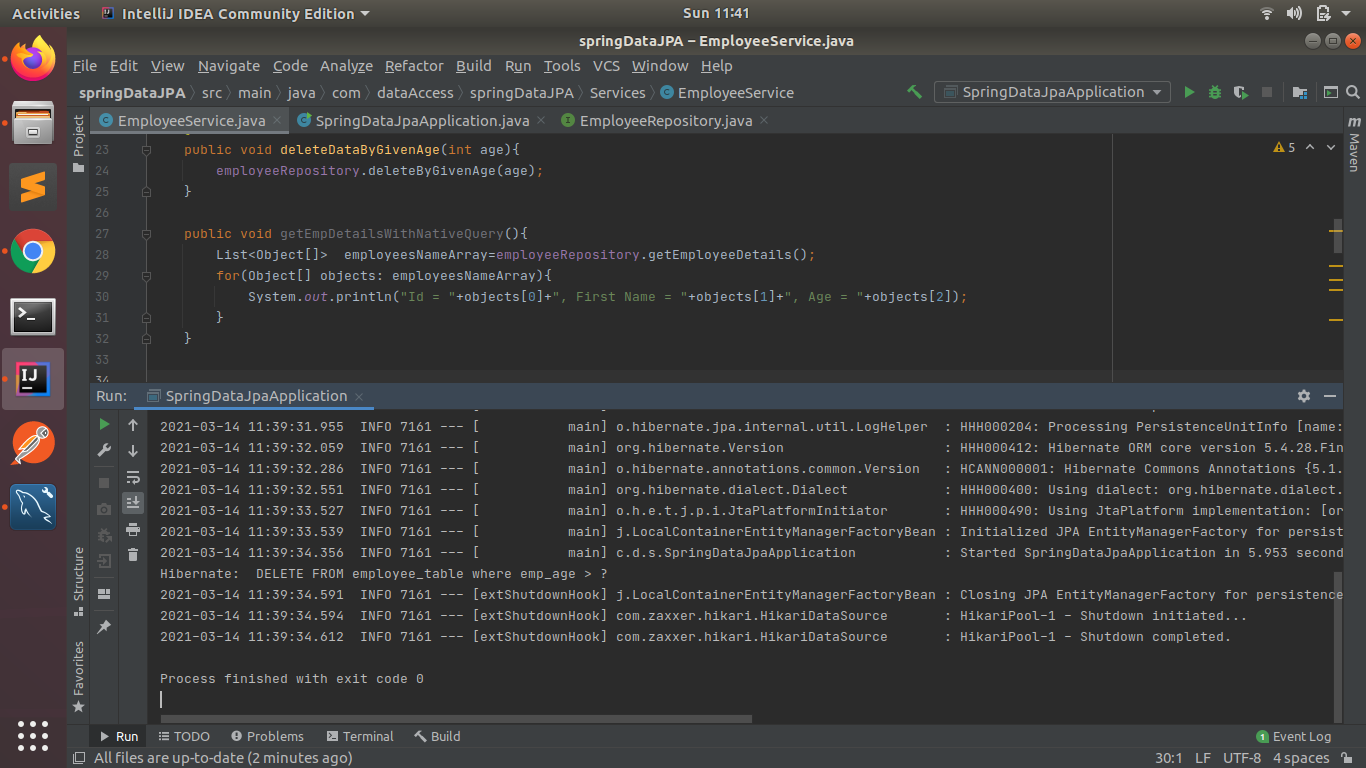 Activities IntelliJ IDEA Community Edition Sun 11:41
springDataJPA – EmployeeService.java
File Edit View Navigate Code Analyze Refactor Build Run Tools VCS Window Help
springDataJPA src main java com dataAccess springDataJPA Services EmployeeService SpringDataJpaApplication
EmployeeService.java SpringDataJpaApplication.java EmployeeRepository.java
Project
Maven
5
23 public void deleteDataByGivenAge(int age){
24 employeeRepository.deleteByGivenAge(age);
25 }
26
27 public void getEmpDetailsWithNativeQuery(){
28 List<Object[]>  employeesNameArray=employeeRepository.getEmployeeDetails();
29 for(Object[] objects: employeesNameArray){
30 System.out.println("Id = "+objects[0]+", First Name = "+objects[1]+", Age = "+objects[2]);
31 }
32 }
33
34
Run: SpringDataJpaApplication
2021-03-14 11:39:31.955  INFO 7161 --- [           main] o.hibernate.jpa.internal.util.LogHelper  : HHH000204: Processing PersistenceUnitInfo [name:
2021-03-14 11:39:32.059  INFO 7161 --- [           main] org.hibernate.Version                    : HHH000412: Hibernate ORM core version 5.4.28.Fin
2021-03-14 11:39:32.286  INFO 7161 --- [           main] o.hibernate.annotations.common.Version   : HCANN000001: Hibernate Commons Annotations {5.1.
2021-03-14 11:39:32.551  INFO 7161 --- [           main] org.hibernate.dialect.Dialect            : HHH000400: Using dialect: org.hibernate.dialect.
2021-03-14 11:39:33.527  INFO 7161 --- [           main] o.h.e.t.j.p.i.JtaPlatformInitiator       : HHH000490: Using JtaPlatform implementation: [or
2021-03-14 11:39:33.539  INFO 7161 --- [           main] j.LocalContainerEntityManagerFactoryBean : Initialized JPA EntityManagerFactory for persist
2021-03-14 11:39:34.356  INFO 7161 --- [           main] c.d.s.SpringDataJpaApplication           : Started SpringDataJpaApplication in 5.953 second
Hibernate:  DELETE FROM employee_table where emp_age > ?
2021-03-14 11:39:34.591  INFO 7161 --- [extShutdownHook] j.LocalContainerEntityManagerFactoryBean : Closing JPA EntityManagerFactory for persistence
2021-03-14 11:39:34.594  INFO 7161 --- [extShutdownHook] com.zaxxer.hikari.HikariDataSource       : HikariPool-1 - Shutdown initiated...
2021-03-14 11:39:34.612  INFO 7161 --- [extShutdownHook] com.zaxxer.hikari.HikariDataSource       : HikariPool-1 - Shutdown completed.
Process finished with exit code 0
Structure
Favorites
Run TODO Problems Terminal Build 1 Event Log
All files are up-to-date (2 minutes ago) 30:1 LF UTF-8 4 spaces